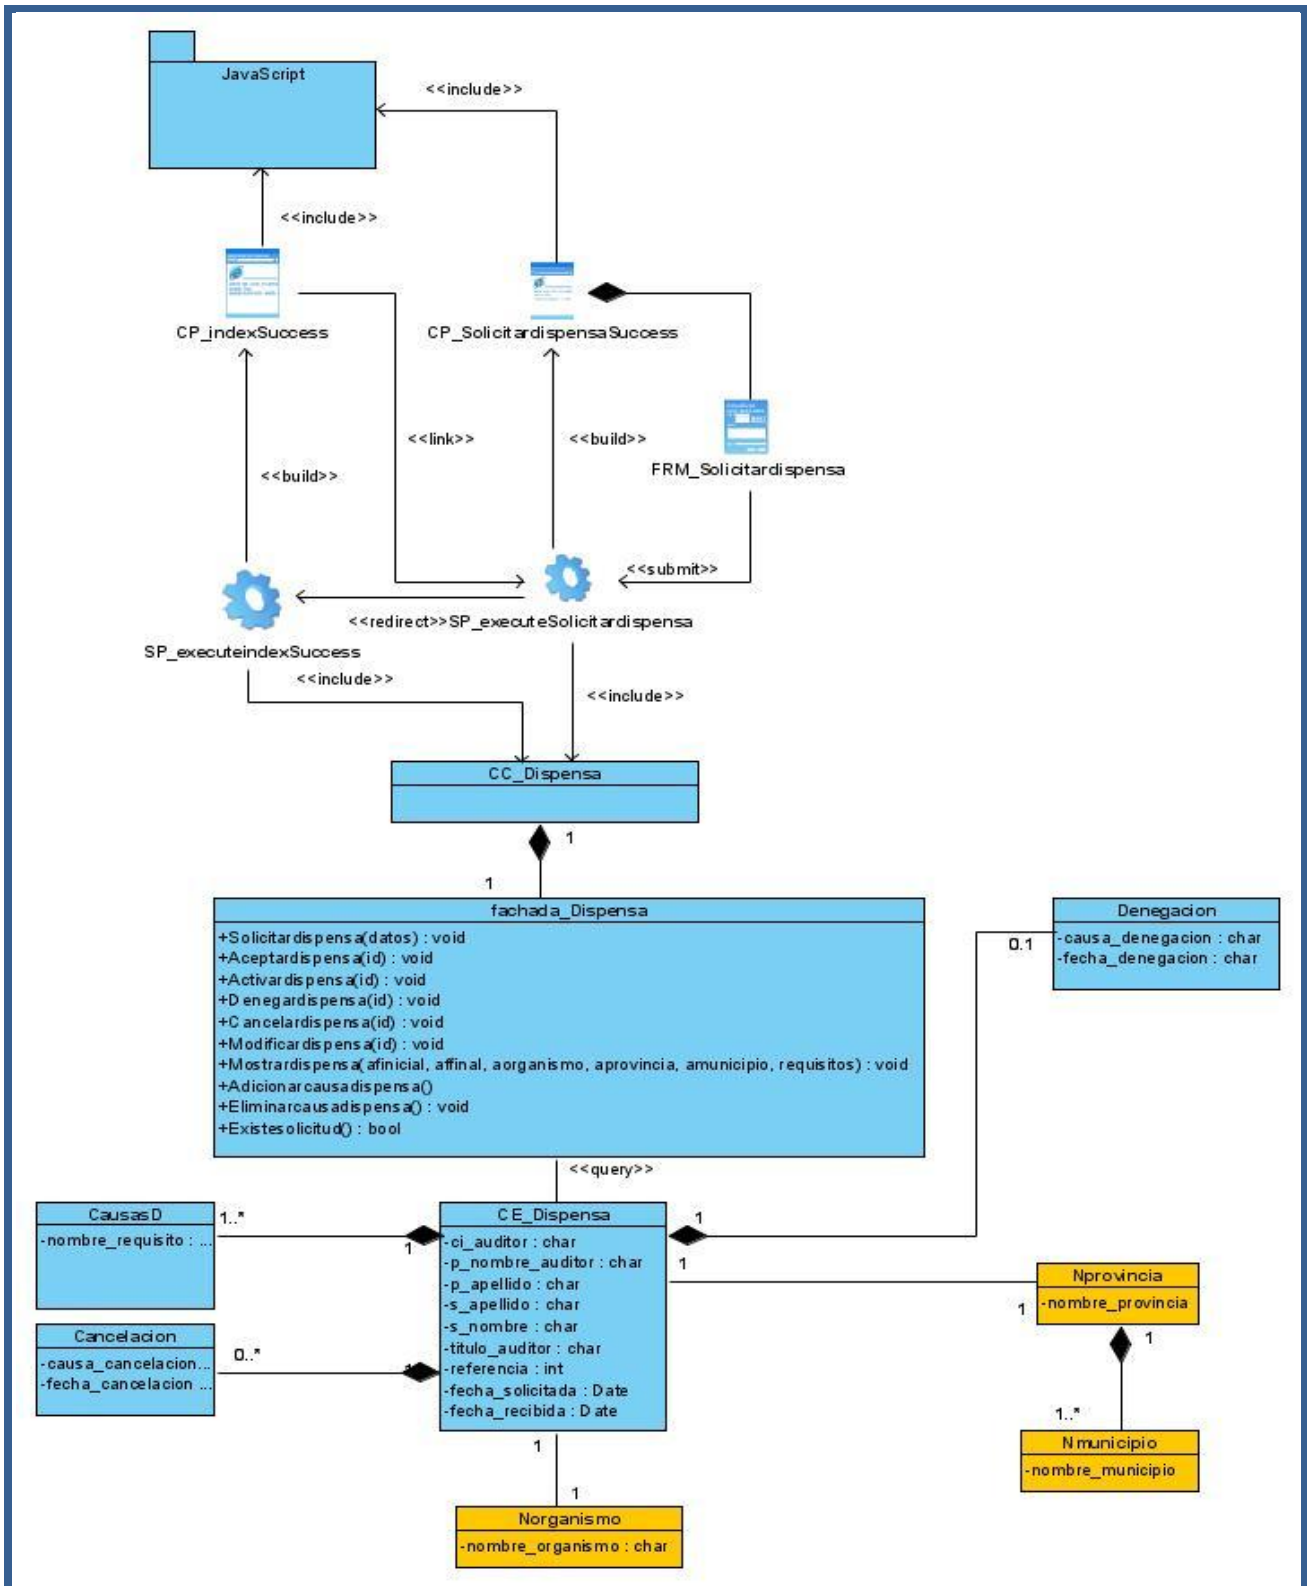 JavaScript
<<include>>
<<include>>
CP_indexSuccess
CP_SolicitardispensaSuccess
<<link>>
<<build>>
<<build>>
FRM_Solicitardispensa
<<submit>>
<<redirect>>
SP_executeSolicitardispensa
SP_executeindexSuccess
<<include>>
<<include>>
CC_Dispensa
1
1
fachada_Dispensa
+Solicitardispensa(datos) : void
+Aceptardispensa(id) : void
+Activardispensa(id) : void
+Denegardispensa(id) : void
+Cancelardispensa(id) : void
+Modificardispensa(id) : void
+Mostrardispensa(afinicial, affinal, aorganismo, aprovincia, amunicipio, requisitos) : void
+Adicionarcausadispensa()
+Eliminarcausadispensa() : void
+Existesolicitud() : bool
Denegacion
-causa_denegacion : char
-fecha_denegacion : char
0.1
<<query>>
CausasD
-nombre_requisito : ...
1..*
1
CE_Dispensa
-ci_auditor : char
-p_nombre_auditor : char
-p_apellido : char
-s_apellido : char
-s_nombre : char
-titulo_auditor : char
-referencia : int
-fecha_solicitada : Date
-fecha_recibida : Date
1
1
1
Nprovincia
-nombre_provincia
Cancelacion
-causa_cancelacion...
-fecha_cancelacion ...
0..*
1
1
1..*
Nmunicipio
-nombre_municipio
1
1
Norganismo
-nombre_organismo : char